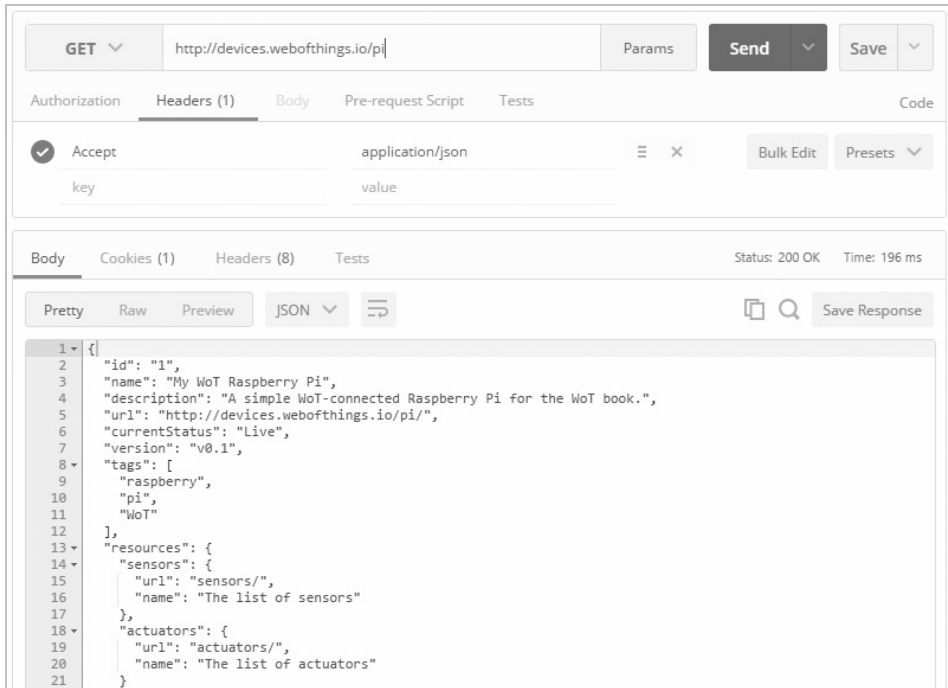 GET http://devices.webofthings.io/pi Params Send Save
Authorization Headers (1) Body Pre-request Script Tests Code
Accept application/json Bulk Edit Presets
key value
Body Cookies (1) Headers (8) Tests Status: 200 OK Time: 196 ms
Pretty Raw Preview JSON Save Response
1 {
2 "id": "1",
3 "name": "My WoT Raspberry Pi",
4 "description": "A simple WoT-connected Raspberry Pi for the WoT book.",
5 "url": "http://devices.webofthings.io/pi/",
6 "currentStatus": "Live",
7 "version": "v0.1",
8 "tags": [
9 "raspberry",
10 "pi",
11 "WoT"
12 ],
13 "resources": {
14 "sensors": {
15 "url": "sensors/",
16 "name": "The list of sensors"
17 },
18 "actuators": {
19 "url": "actuators/",
20 "name": "The list of actuators"
21 }